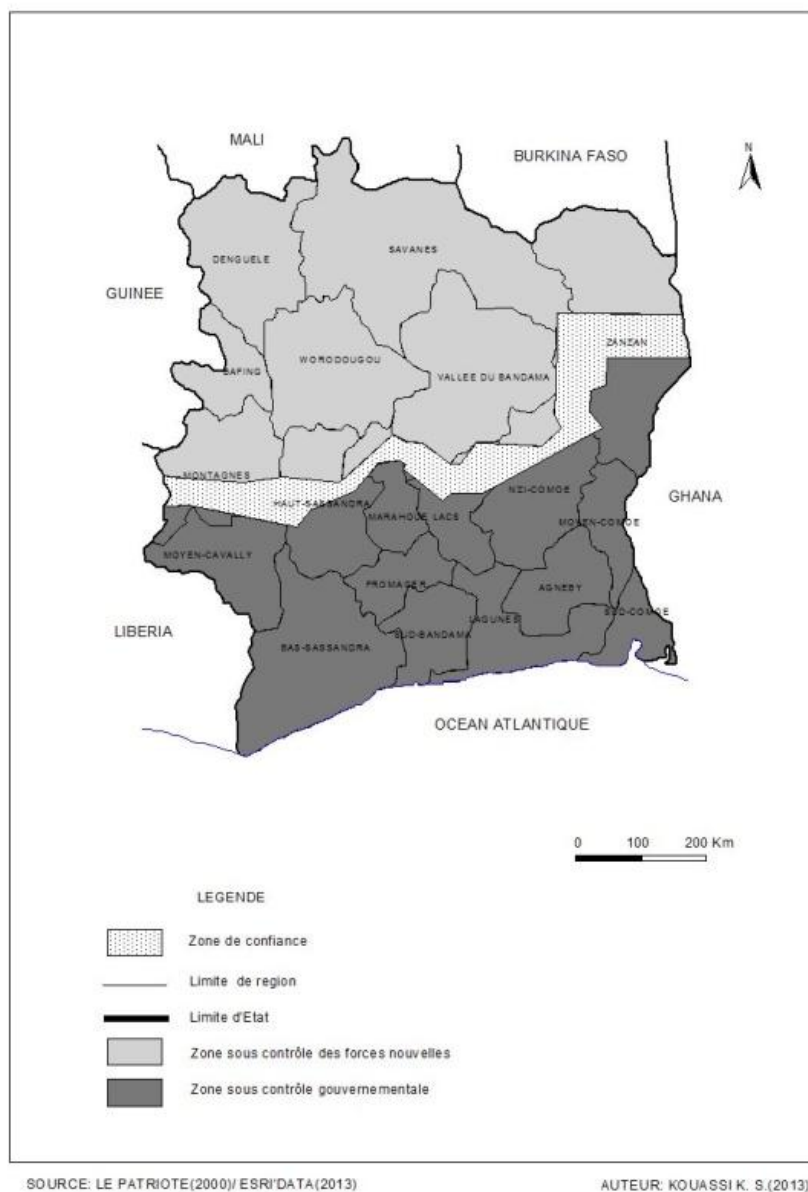 MALI
BURKINA FASO
N
DENGUELE
SAVANES
GUINEE
ZANZAN
BAFING
WORODOUGOU
VALLEE DU BANDAMA
MONTAGNES
HAUT-SASSANDRA
NZI-COMOE
GHANA
MARAHOUE
LACS
MOYEN-COMOE
MOYEN-CAVALLY
FROMAGER
AGNEBY
LIBERIA
SUD-COMOE
LAGUNES
SUD-BANDAMA
BAS-SASSANDRA
OCEAN ATLANTIQUE
0 100 200 Km
LEGENDE
Zone de confiance
Limite de region
Limite d'Etat
Zone sous contrôle des forces nouvelles
Zone sous contrôle gouvernementale
SOURCE: LE PATRIOTE(2000)/ ESRI'DATA(2013)
AUTEUR: KOUASSI K. S.(2013)